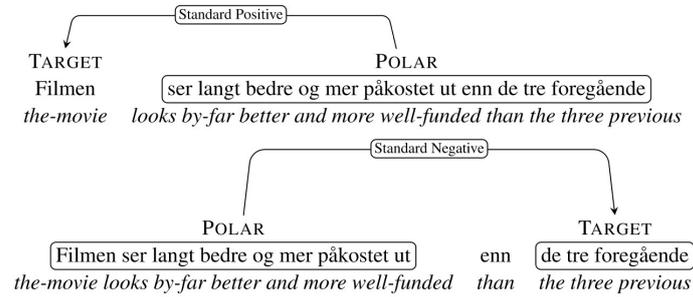 Standard Positive
TARGET POLAR
Filmen ser langt bedre og mer påkostet ut enn de tre foregående
the-movie looks by-far better and more well-funded than the three previous
Standard Negative
POLAR TARGET
Filmen ser langt bedre og mer påkostet ut enn de tre foregående
the-movie looks by-far better and more well-funded than the three previous